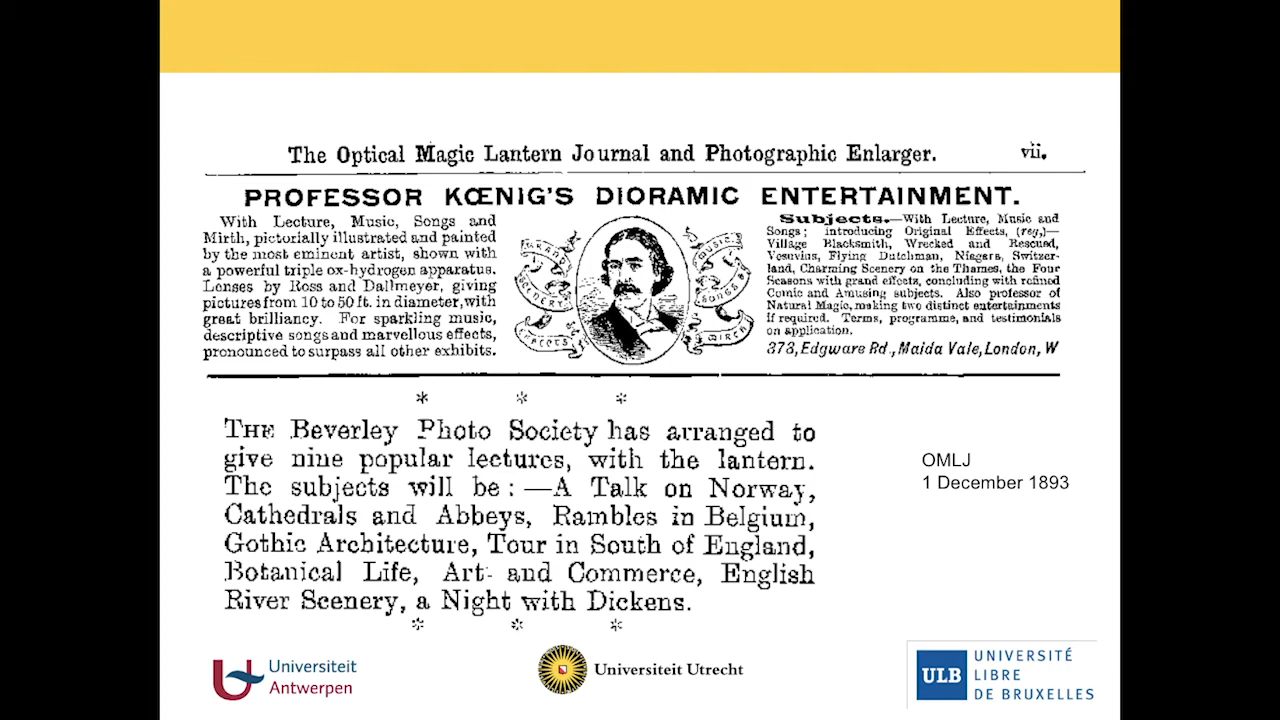 The Optical Magic Lantern Journal and Photographic Enlarger. vii.
PROFESSOR KŒNIG'S DIORAMIC ENTERTAINMENT.
With Lecture, Music, Songs and
Mirth, pictorially illustrated and painted
by the most eminent artist, shown with
a powerful triple ox-hydrogen apparatus.
Lenses by Ross and Dallmeyer, giving
pictures from 10 to 50 ft. in diameter, with
great brilliancy. For sparkling music,
descriptive songs and marvellous effects,
pronounced to surpass all other exhibits.
GRAND
SCENERY
EFFECTS
MUSIC
SONGS &
MIRTH
Subjects.—With Lecture, Music and
Songs; introducing Original Effects, (reg,)—
Village Blacksmith, Wrecked and Rescued,
Vesuvius, Flying Dutchman, Niagara, Switzer-
land, Charming Scenery on the Thames, the Four
Seasons with grand effects, concluding with refined
Comic and Amusing subjects. Also professor of
Natural Magic, making two distinct entertainments
if required. Terms, programme, and testimonials
on application.
373, Edgware Rd., Maida Vale, London, W
* * *
THE Beverley Photo Society has arranged to
give nine popular lectures, with the lantern.
The subjects will be:—A Talk on Norway,
Cathedrals and Abbeys, Rambles in Belgium,
Gothic Architecture, Tour in South of England,
Botanical Life, Art and Commerce, English
River Scenery, a Night with Dickens.
* * *
OMLJ
1 December 1893
Universiteit
Antwerpen
Universiteit Utrecht
ULB
UNIVERSITÉ
LIBRE
DE BRUXELLES